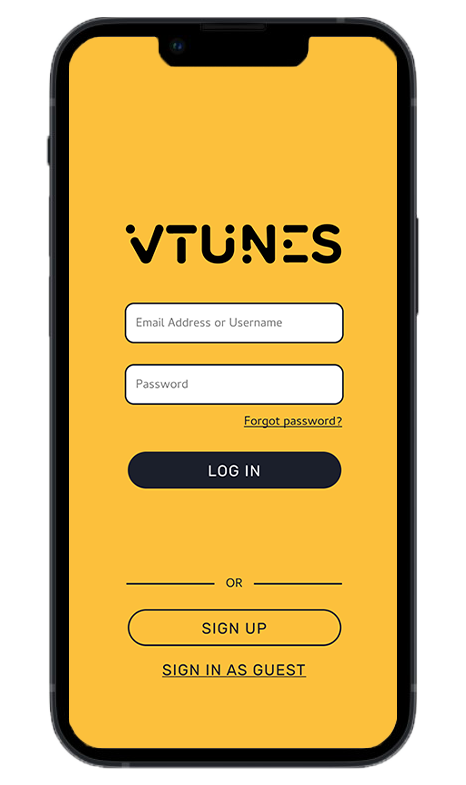 VTUNES
Email Address or Username
Password
Forgot password?
LOG IN
OR
SIGN UP
SIGN IN AS GUEST